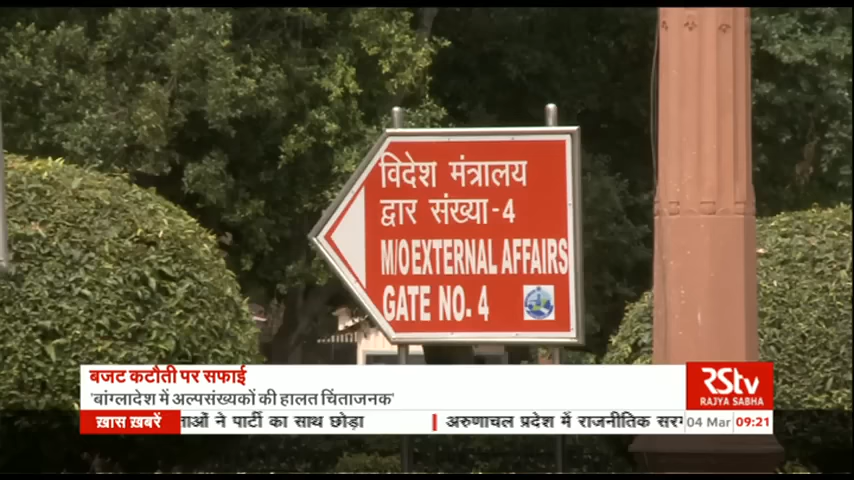 विदेश मंत्रालय
द्वार संख्या-4
M/O EXTERNAL AFFAIRS
GATE NO. 4
बजट कटौती पर सफाई
'बांग्लादेश में अल्पसंख्यकों की हालत चिंताजनक'
RStv
RAJYA SABHA
ख़ास ख़बरें
ने पार्टी का साथ छोड़ा
अरुणाचल प्रदेश में राजनीतिक
04 Mar
09:21